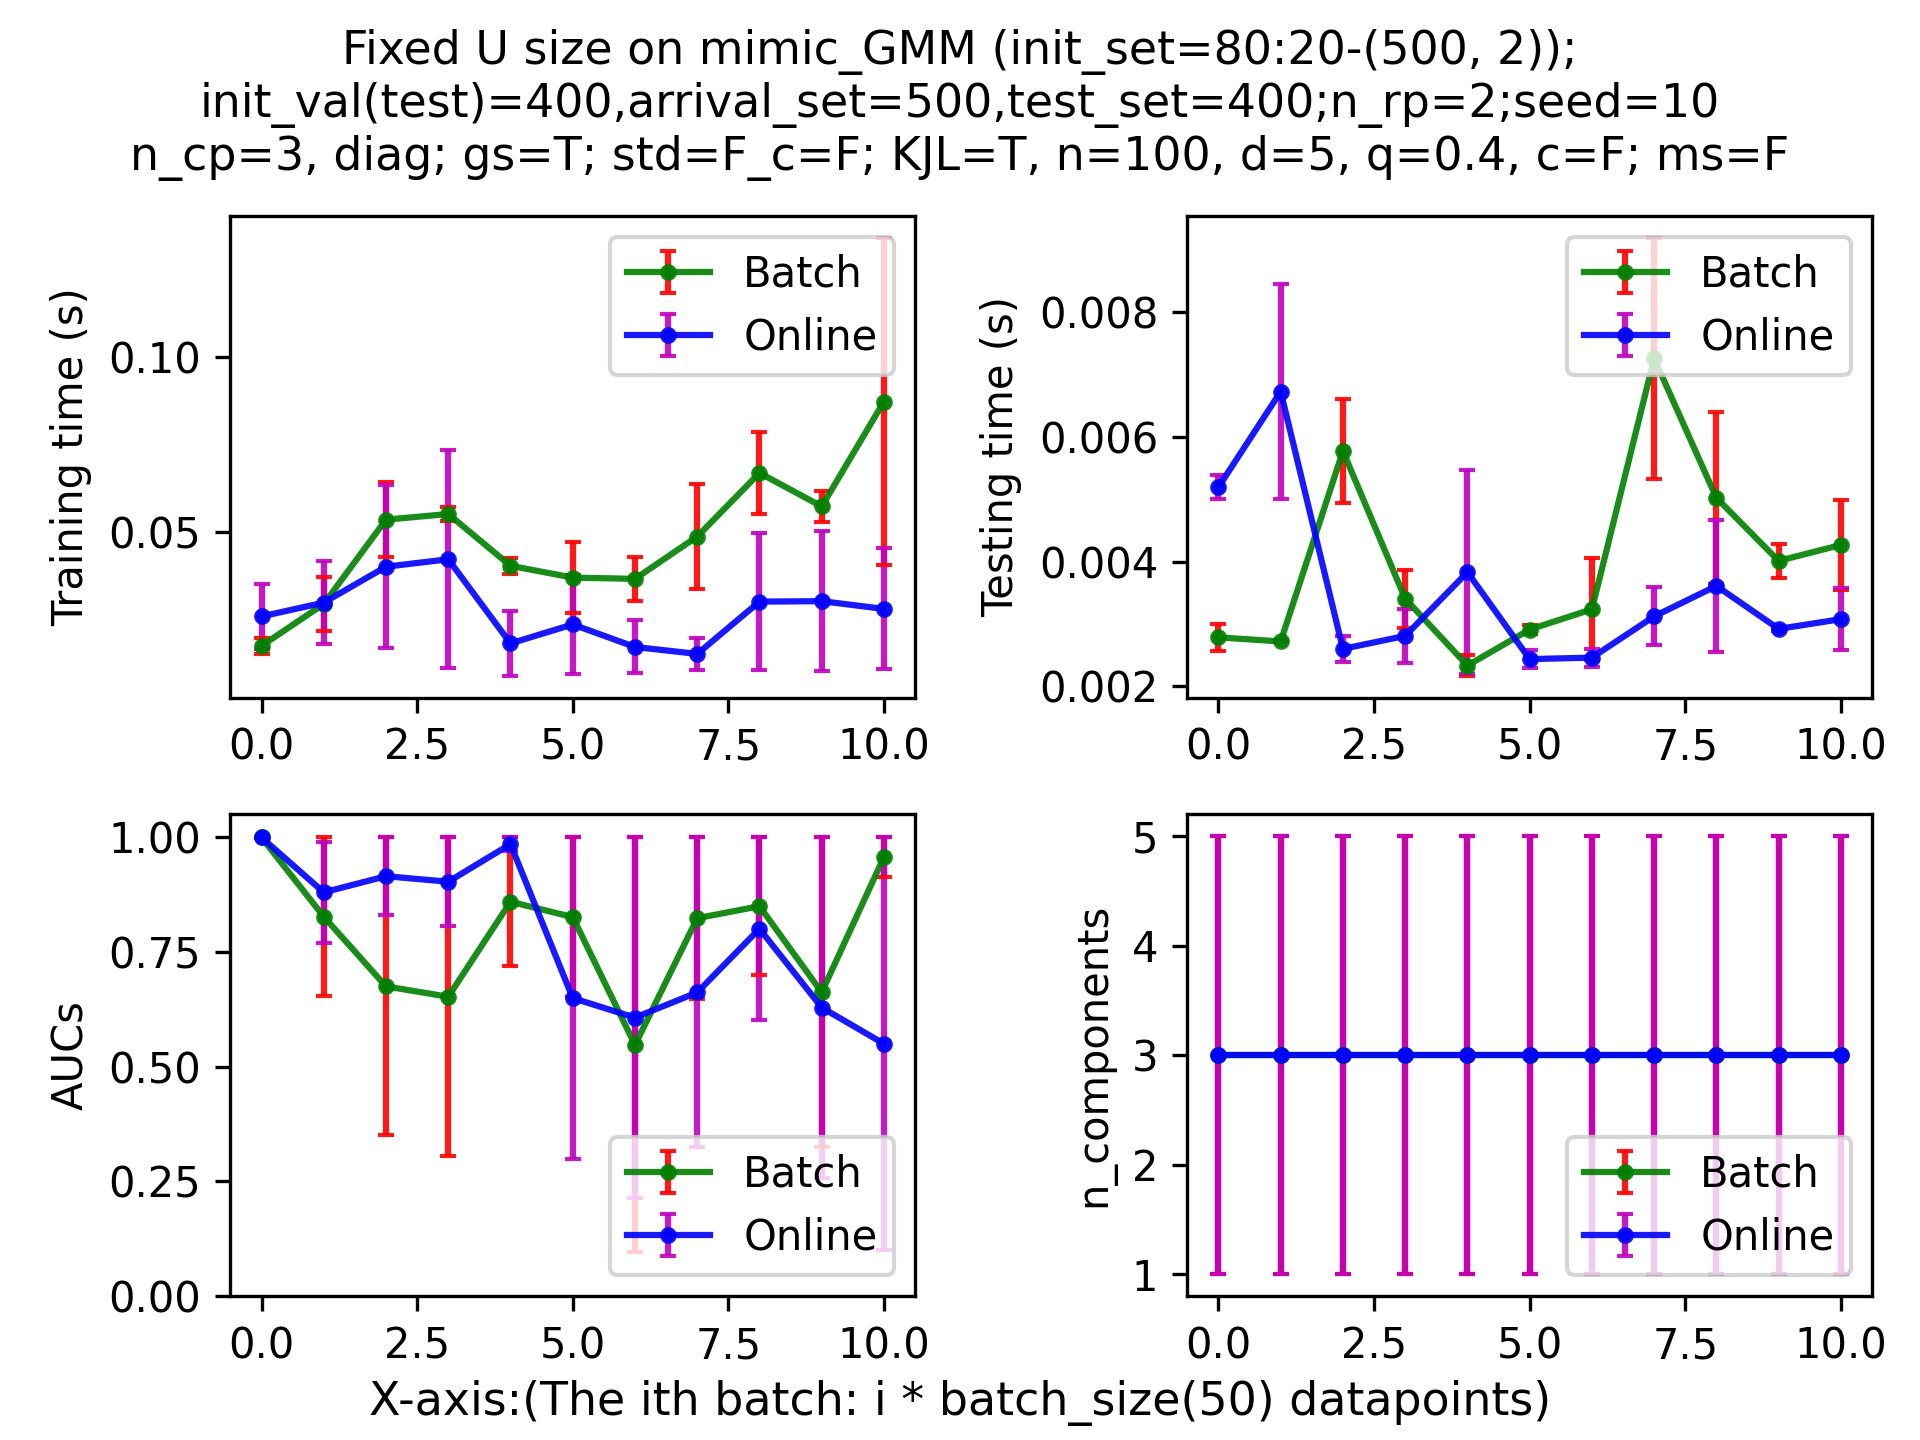 Fixed U size on mimic_GMM (init_set=80:20-(500, 2));
init_val(test)=400,arrival_set=500,test_set=400;n_rp=2;seed=10
n_cp=3, diag; gs=T; std=F_c=F; KJL=T, n=100, d=5, q=0.4, c=F; ms=F
Training time (s)
0.10
0.05
0.0 2.5 5.0 7.5 10.0
Batch
Online
Testing time (s)
0.008
0.006
0.004
0.002
0.0 2.5 5.0 7.5 10.0
Batch
Online
AUCs
1.00
0.75
0.50
0.25
0.00
0.0 2.5 5.0 7.5 10.0
Batch
Online
n_components
5
4
3
2
1
0.0 2.5 5.0 7.5 10.0
Batch
Online
X-axis:(The ith batch: i * batch_size(50) datapoints)